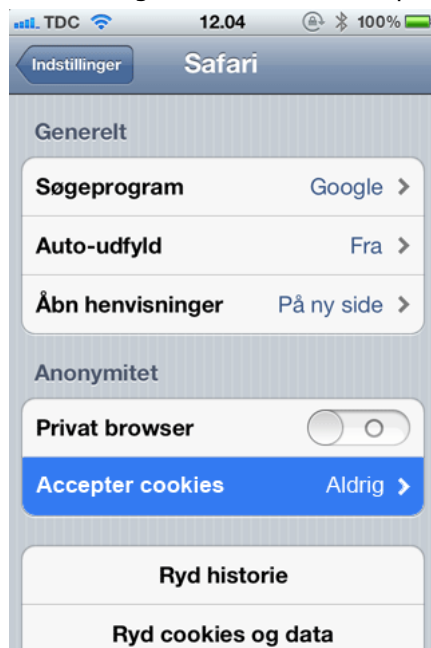 TDC 12.04 100%
Indstillinger Safari
Generelt
Søgeprogram Google
Auto-udfyld Fra
Åbn henvisninger På ny side
Anonymitet
Privat browser
Accepter cookies Aldrig
Ryd historie
Ryd cookies og data